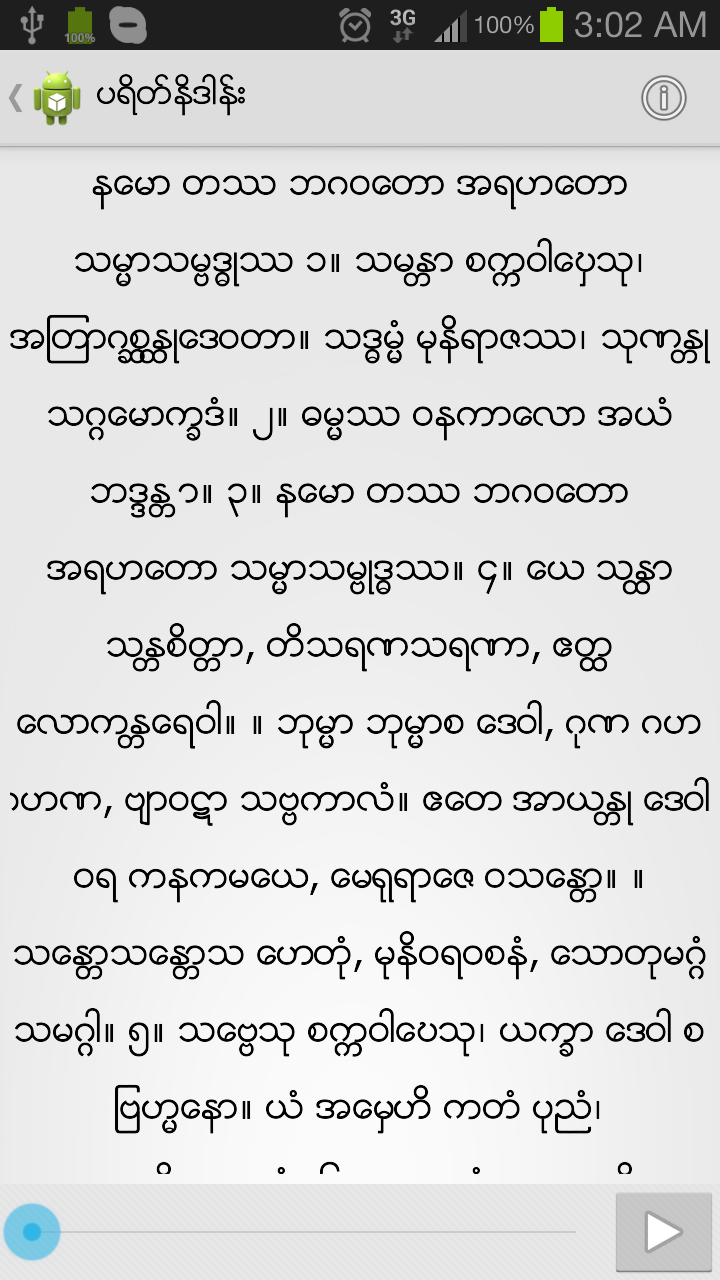 100%
3G
100%
3:02 AM
ပရိတ်နိဒါန်း
နမော တဿ ဘဂဝတော အရဟတော
သမ္မာသမ္ဗဒ္ဓုဿ ၁။ သမန္တာ စက္ကဝါဠေသု၊
အတြာဂစ္ဆန္တုဒေဝတာ။ သဒ္ဓမ္မံ မုနိရာဇဿ၊ သုဏန္တု
သဂ္ဂမောက္ခဒံ။ ၂။ ဓမ္မဿ ဝနကာလော အယံ
ဘဒ္ဒန္တာ။ ၃။ နမော တဿ ဘဂဝတော
အရဟတော သမ္မာသမ္ဗုဒ္ဓဿ။ ၄။ ယေ သန္တာ
သန္တစိတ္တာ, တိသရဏသရဏာ, ဧတ္ထ
လောကန္တရေဝါ။ ။ ဘုမ္မာ ဘုမ္မာစ ဒေဝါ, ဂုဏ ဂဟ
ဟဏ, ဗျာဝဋာ သဗ္ဗကာလံ။ ဧတေ အာယန္တု ဒေဝါ
ဝရ ကနကမယေ, မေရုရာဇေ ဝသန္တော။ ။
သန္တောသန္တောသ ဟေတုံ, မုနိဝရဝစနံ, သောတုမဂ္ဂံ
သမဂ္ဂါ။ ၅။ သဗ္ဗေသု စက္ကဝါဠေသု၊ ယက္ခာ ဒေဝါ စ
ဗြဟ္မနော။ ယံ အမှေဟိ ကတံ ပုညံ၊